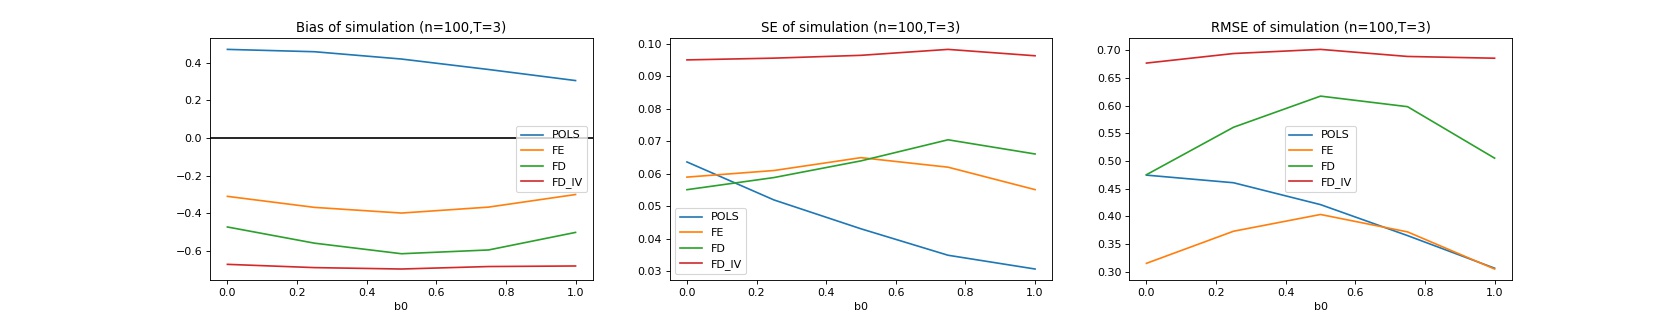 Bias of simulation (n=100,T=3)
0.4
0.2
0.0
−0.2
−0.4
−0.6
POLS
FE
FD
FD_IV
0.0 0.2 0.4 0.6 0.8 1.0
b0
SE of simulation (n=100,T=3)
0.10
0.09
0.08
0.07
0.06
0.05
0.04
0.03
POLS
FE
FD
FD_IV
0.0 0.2 0.4 0.6 0.8 1.0
b0
RMSE of simulation (n=100,T=3)
0.70
0.65
0.60
0.55
0.50
0.45
0.40
0.35
0.30
POLS
FE
FD
FD_IV
0.0 0.2 0.4 0.6 0.8 1.0
b0